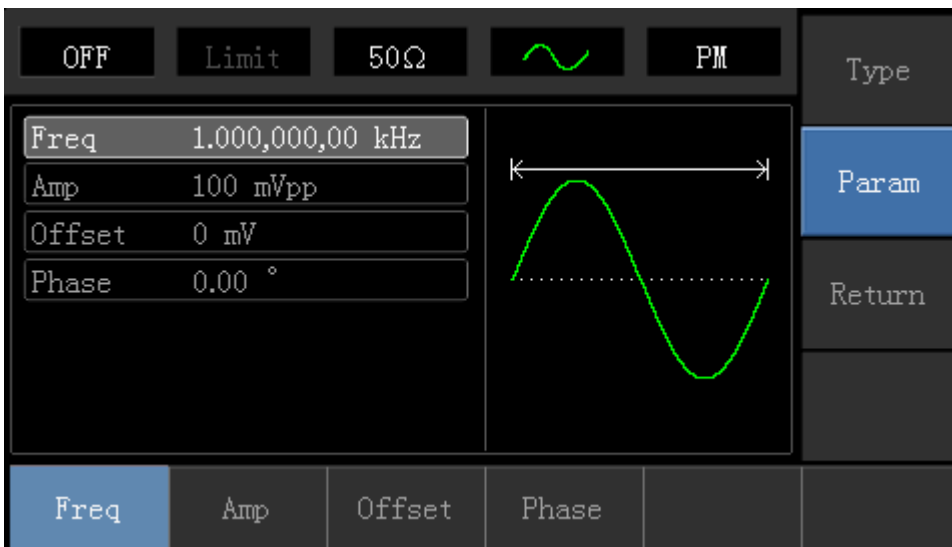 OFF Limit 50Ω PM
Type
Freq 1.000,000,00 kHz
Amp 100 mVpp
Offset 0 mV
Phase 0.00 °
Param
Return
Freq Amp Offset Phase